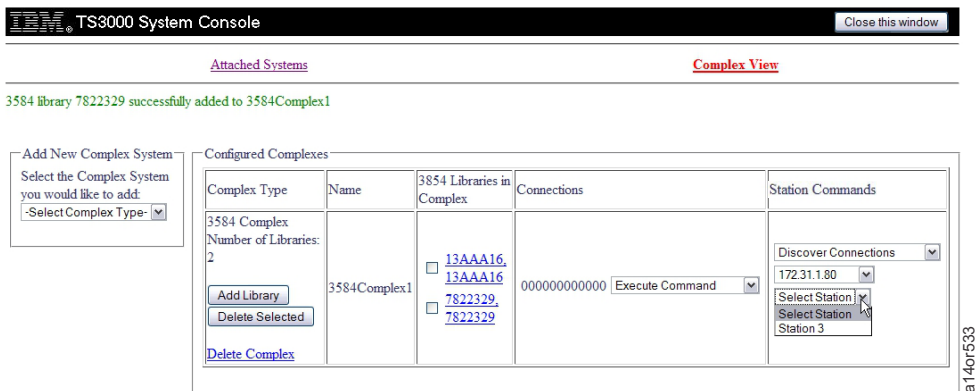 IBM® TS3000 System Console
Close this window
Attached Systems
Complex View
3584 library 7822329 successfully added to 3584Complex1
Add New Complex System
Select the Complex System
you would like to add:
-Select Complex Type-
Configured Complexes
Complex Type
Name
3854 Libraries in
Complex
Connections
Station Commands
3584 Complex
Number of Libraries:
2
Add Library
Delete Selected
Delete Complex
3584Complex1
13AAA16,
13AAA16
7822329,
7822329
000000000000 Execute Command
Discover Connections
172.31.1.80
Select Station
Select Station
Station 3
a14or533